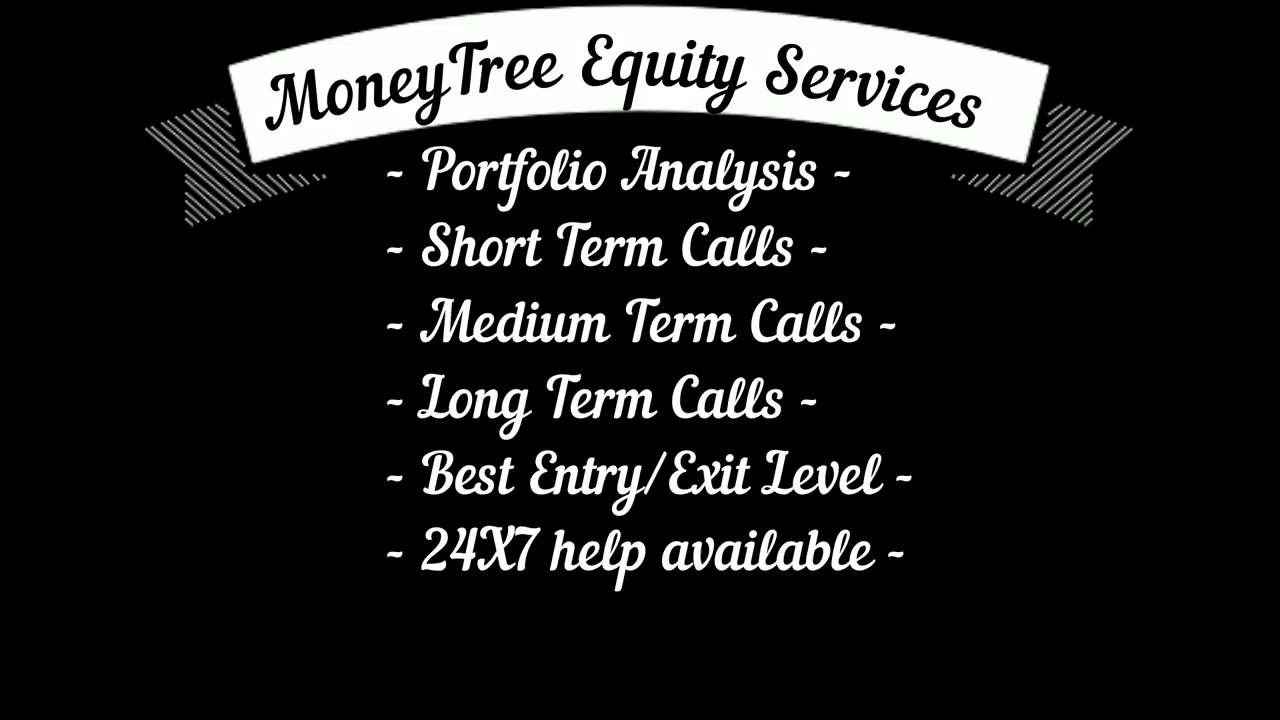 MoneyTree Equity Services
~ Portfolio Analysis ~
~ Short Term Calls ~
~ Medium Term Calls ~
~ Long Term Calls ~
~ Best Entry/Exit Level ~
~ 24X7 help available ~